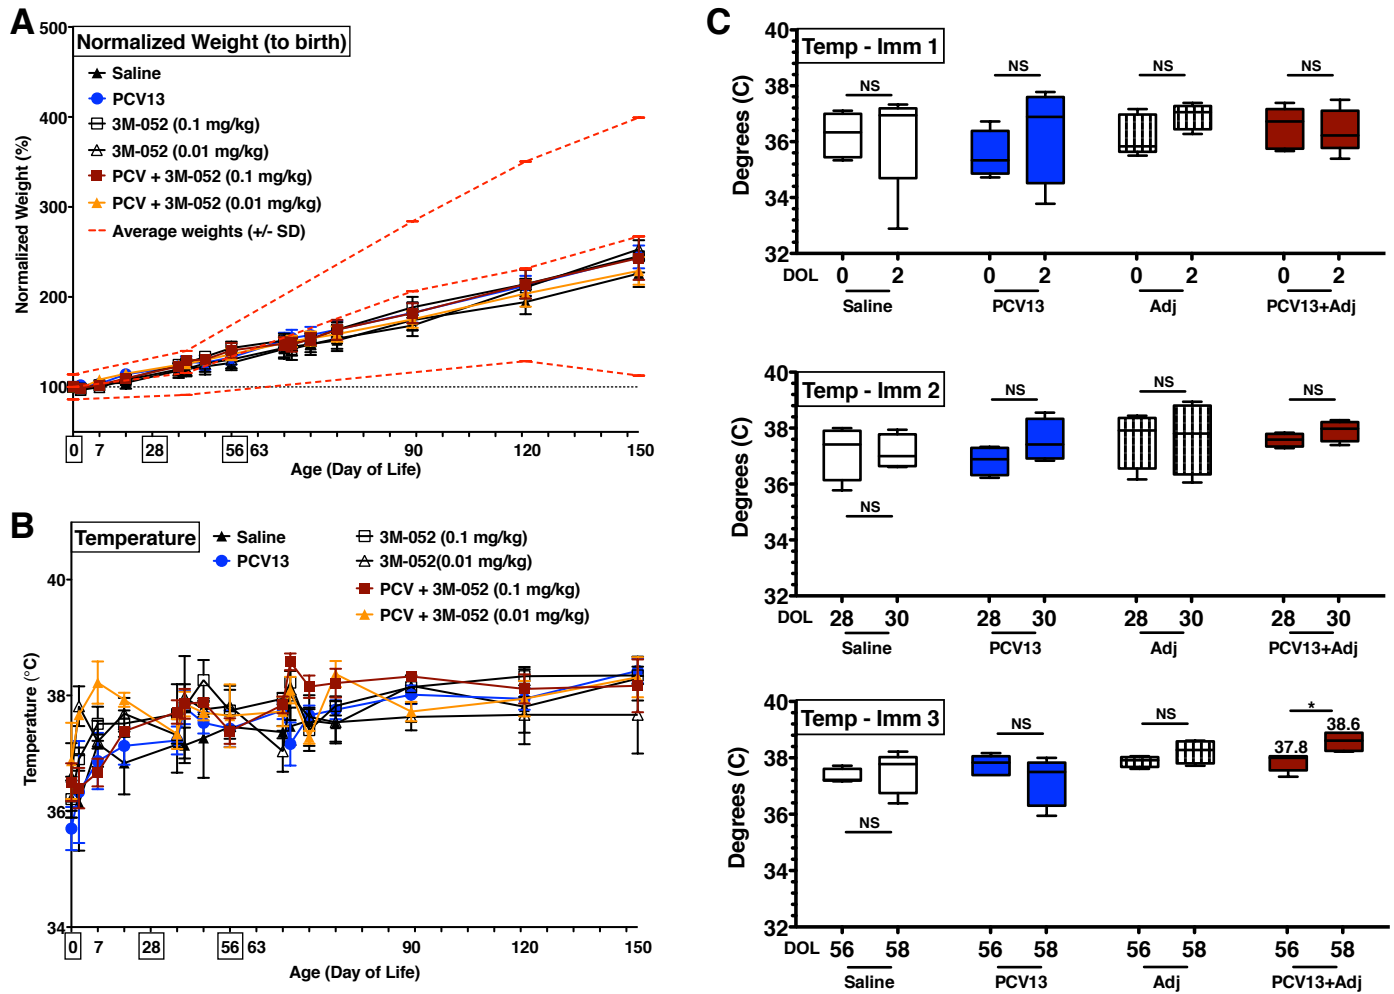 A
Normalized Weight (to birth)
Saline
PCV13
3M-052 (0.1 mg/kg)
3M-052 (0.01 mg/kg)
PCV + 3M-052 (0.1 mg/kg)
PCV + 3M-052 (0.01 mg/kg)
Average weights (+/- SD)
Normalized Weight (%)
500
400
300
200
100
0 7 28 56 63 90 120 150
Age (Day of Life)
B
Temperature
Saline
PCV13
3M-052 (0.1 mg/kg)
3M-052(0.01 mg/kg)
PCV + 3M-052 (0.1 mg/kg)
PCV + 3M-052 (0.01 mg/kg)
Temperature (°C)
40
38
36
34
0 7 28 56 63 90 120 150
Age (Day of Life)
C
Temp - Imm 1
Degrees (C)
40
38
36
34
32
NS NS NS NS
DOL 0 2 0 2 0 2 0 2
Saline PCV13 Adj PCV13+Adj
Temp - Imm 2
Degrees (C)
40
38
36
34
32
NS NS NS
NS
DOL 28 30 28 30 28 30 28 30
Saline PCV13 Adj PCV13+Adj
Temp - Imm 3
Degrees (C)
40
38
36
34
32
NS NS *
37.8 38.6
NS
DOL 56 58 56 58 56 58 56 58
Saline PCV13 Adj PCV13+Adj